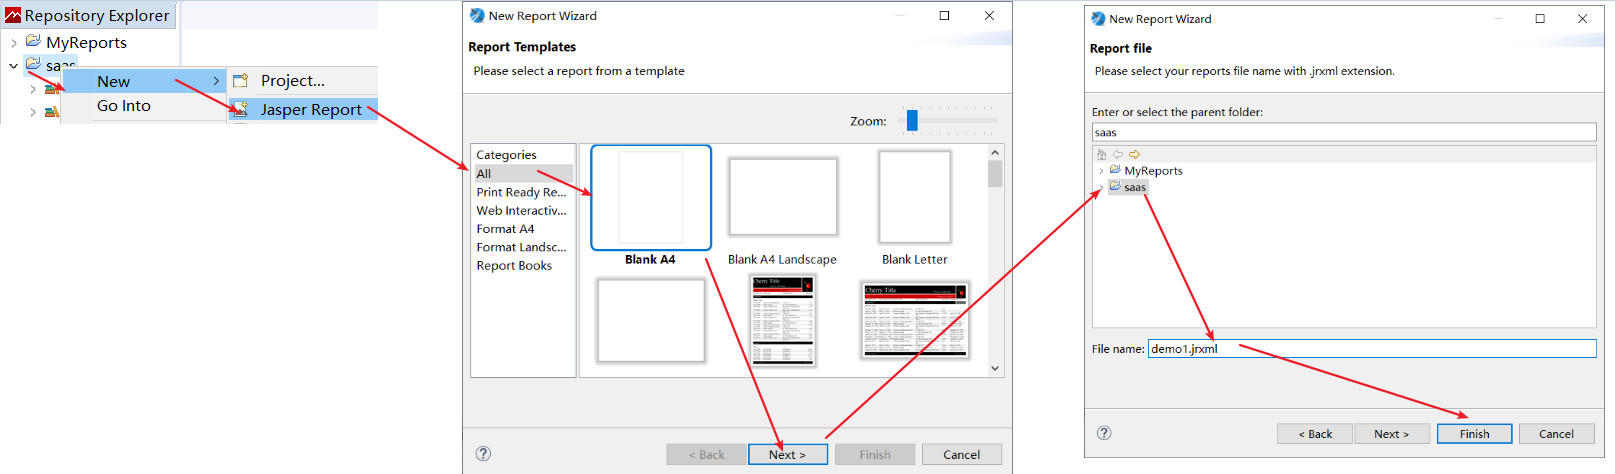 Repository Explorer
MyReports
saas
New
Project...
Go Into
Jasper Report
New Report Wizard
Report Templates
Please select a report from a template
Zoom:
Categories
All
Print Ready Re...
Web Interactiv...
Format A4
Format Landsc...
Report Books
Blank A4
Blank A4 Landscape
Blank Letter
Cherry Title
Cherry Title
< Back
Next >
Finish
Cancel
New Report Wizard
Report file
Please select your reports file name with .jrxml extension.
Enter or select the parent folder:
saas
MyReports
saas
File name: demo1.jrxml
< Back
Next >
Finish
Cancel